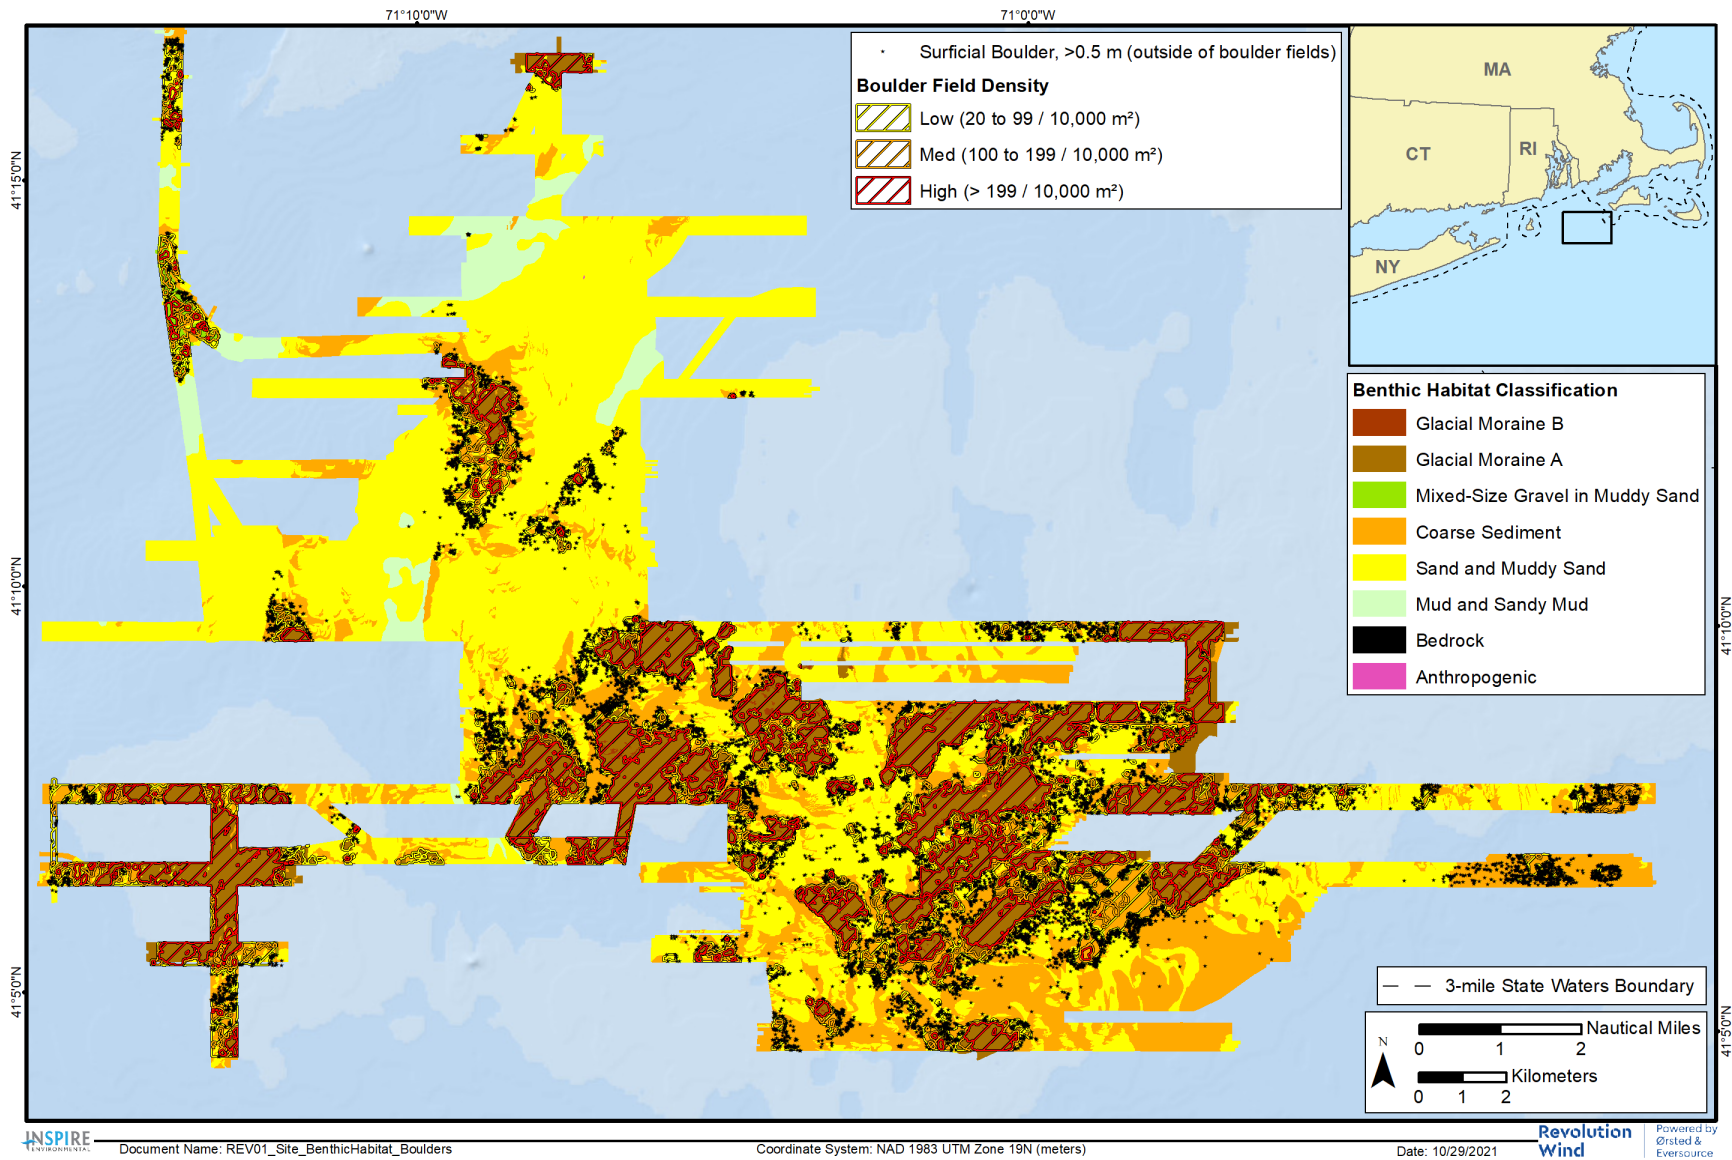 71°10'0"W
71°0'0"W
Surficial Boulder, >0.5 m (outside of boulder fields)
Boulder Field Density
Low (20 to 99 / 10,000 m²)
Med (100 to 199 / 10,000 m²)
High (> 199 / 10,000 m²)
MA
CT
RI
NY
41°15'0"N
41°10'0"N
41°5'0"N
Benthic Habitat Classification
Glacial Moraine B
Glacial Moraine A
Mixed-Size Gravel in Muddy Sand
Coarse Sediment
Sand and Muddy Sand
Mud and Sandy Mud
Bedrock
Anthropogenic
41°10'0"N
41°5'0"N
3-mile State Waters Boundary
N
Nautical Miles
0 1 2
Kilometers
0 1 2
INSPIRE
ENVIRONMENTAL
Document Name: REV01_Site_BenthicHabitat_Boulders
Coordinate System: NAD 1983 UTM Zone 19N (meters)
Date: 10/29/2021
Revolution
Wind
Powered by
Ørsted &
Eversource